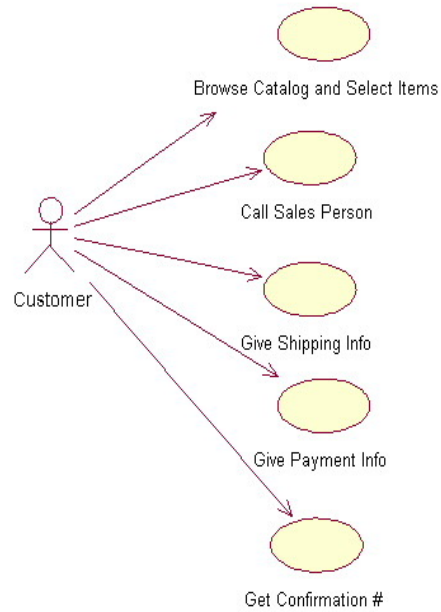 Browse Catalog and Select Items
Call Sales Person
Customer
Give Shipping Info
Give Payment Info
Get Confirmation #